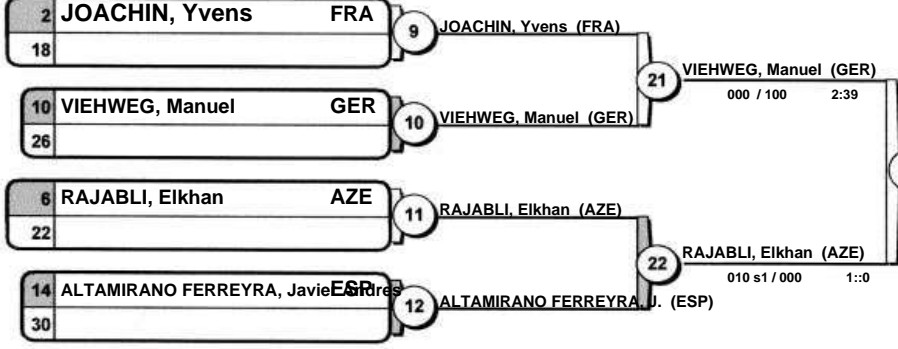 2 JOACHIN, Yvens FRA
18
9
JOACHIN, Yvens (FRA)
10 VIEHWEG, Manuel GER
26
10
VIEHWEG, Manuel (GER)
21
VIEHWEG, Manuel (GER)
000 / 100 2:39
6 RAJABLI, Elkhan AZE
22
11
RAJABLI, Elkhan (AZE)
14 ALTAMIRANO FERREYRA, Javier Andres ESP
30
12
ALTAMIRANO FERREYRA, J. (ESP)
22
RAJABLI, Elkhan (AZE)
010 s1 / 000 1::0